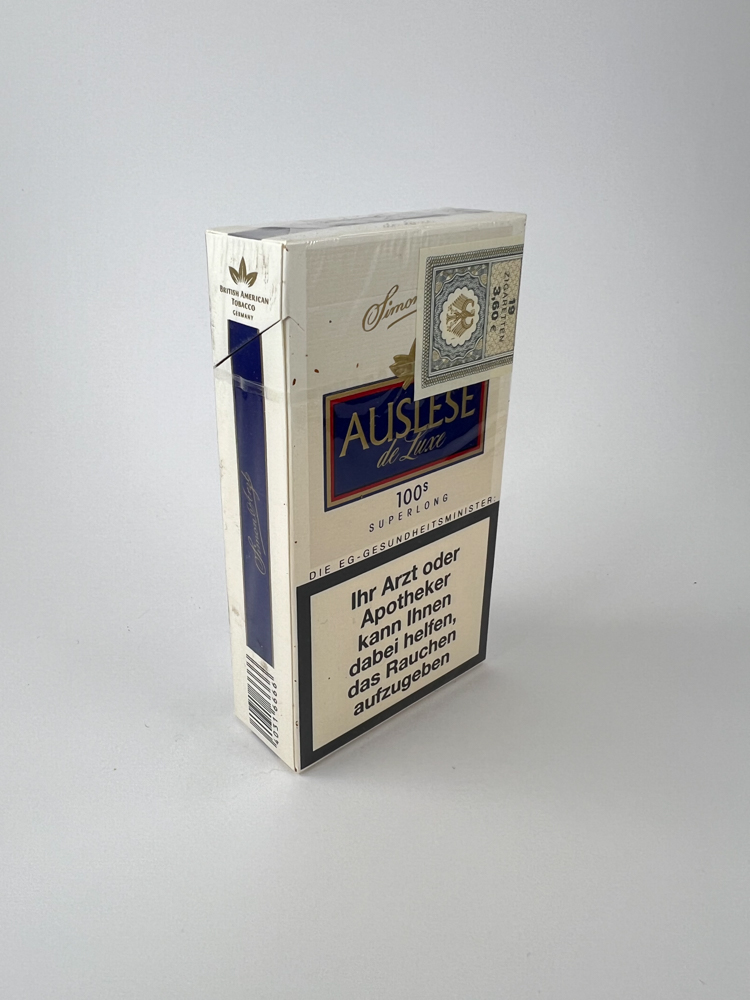 BRITISH AMERICAN
TOBACCO
GERMANY
Simon
19
ZIGARETTEN
3,60 €
AUSLESE
de Luxe
100s
SUPERLONG
DIE EG-GESUNDHEITSMINISTER:
Ihr Arzt oder
Apotheker
kann Ihnen
dabei helfen,
das Rauchen
aufzugeben